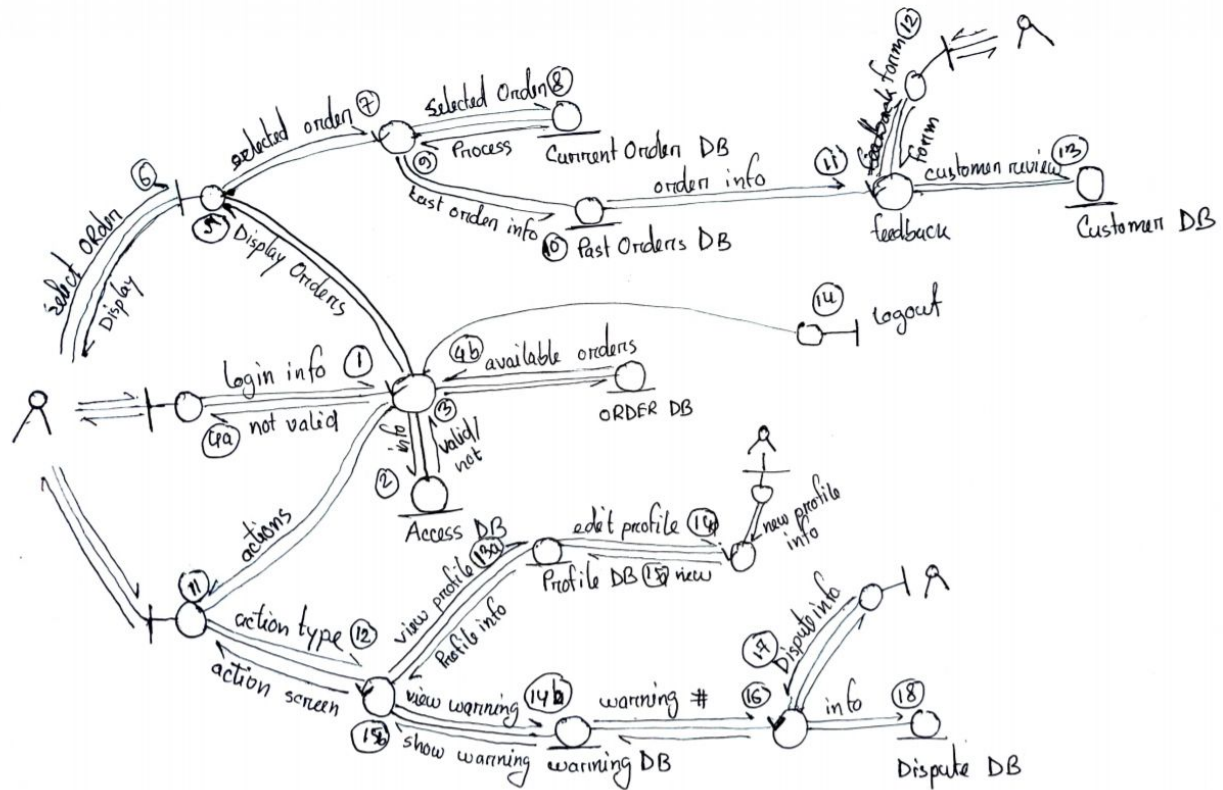 12
feedback form
form
selected order 7
selected Order 8
Process
9
Current Order DB
order info
11
customer review 13
feedback
Customer DB
6
select ORder
Display
5
Display Orders
10
Past Orders DB
14
logout
login info 1
4a not valid
4b available orders
ORDER DB
3
valid/
not
2
Access DB
actions
11
action type 12
action screen
view profile 13a
Profile info
edit profile 14
Profile DB 15 view
new profile
info
view warning 14b
15b
show warning
warning DB
warning #
16
17
Dispute info
info 18
Dispute DB